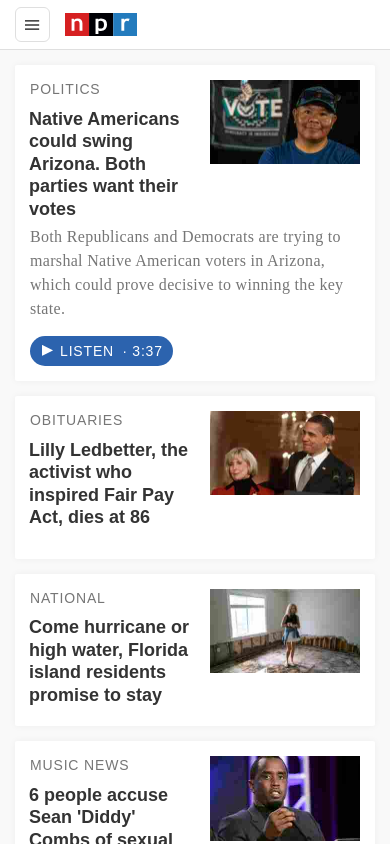 npr
POLITICS
Native Americans
could swing
Arizona. Both
parties want their
votes
VOTE
Both Republicans and Democrats are trying to
marshal Native American voters in Arizona,
which could prove decisive to winning the key
state.
LISTEN · 3:37
OBITUARIES
Lilly Ledbetter, the
activist who
inspired Fair Pay
Act, dies at 86
NATIONAL
Come hurricane or
high water, Florida
island residents
promise to stay
MUSIC NEWS
6 people accuse
Sean 'Diddy'
Combs of sexual